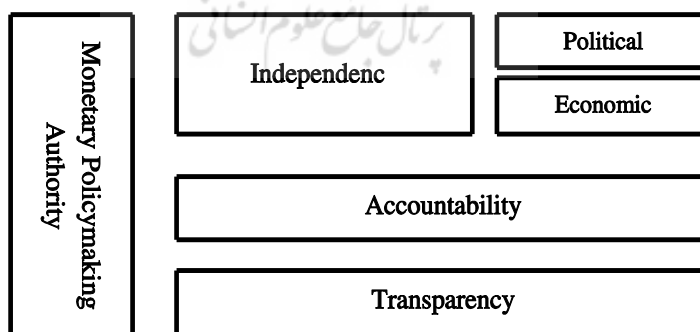 پرتال جامع علوم انسانی
Monetary Policymaking
Authority
Independenc
Political
Economic
Accountability
Transparency